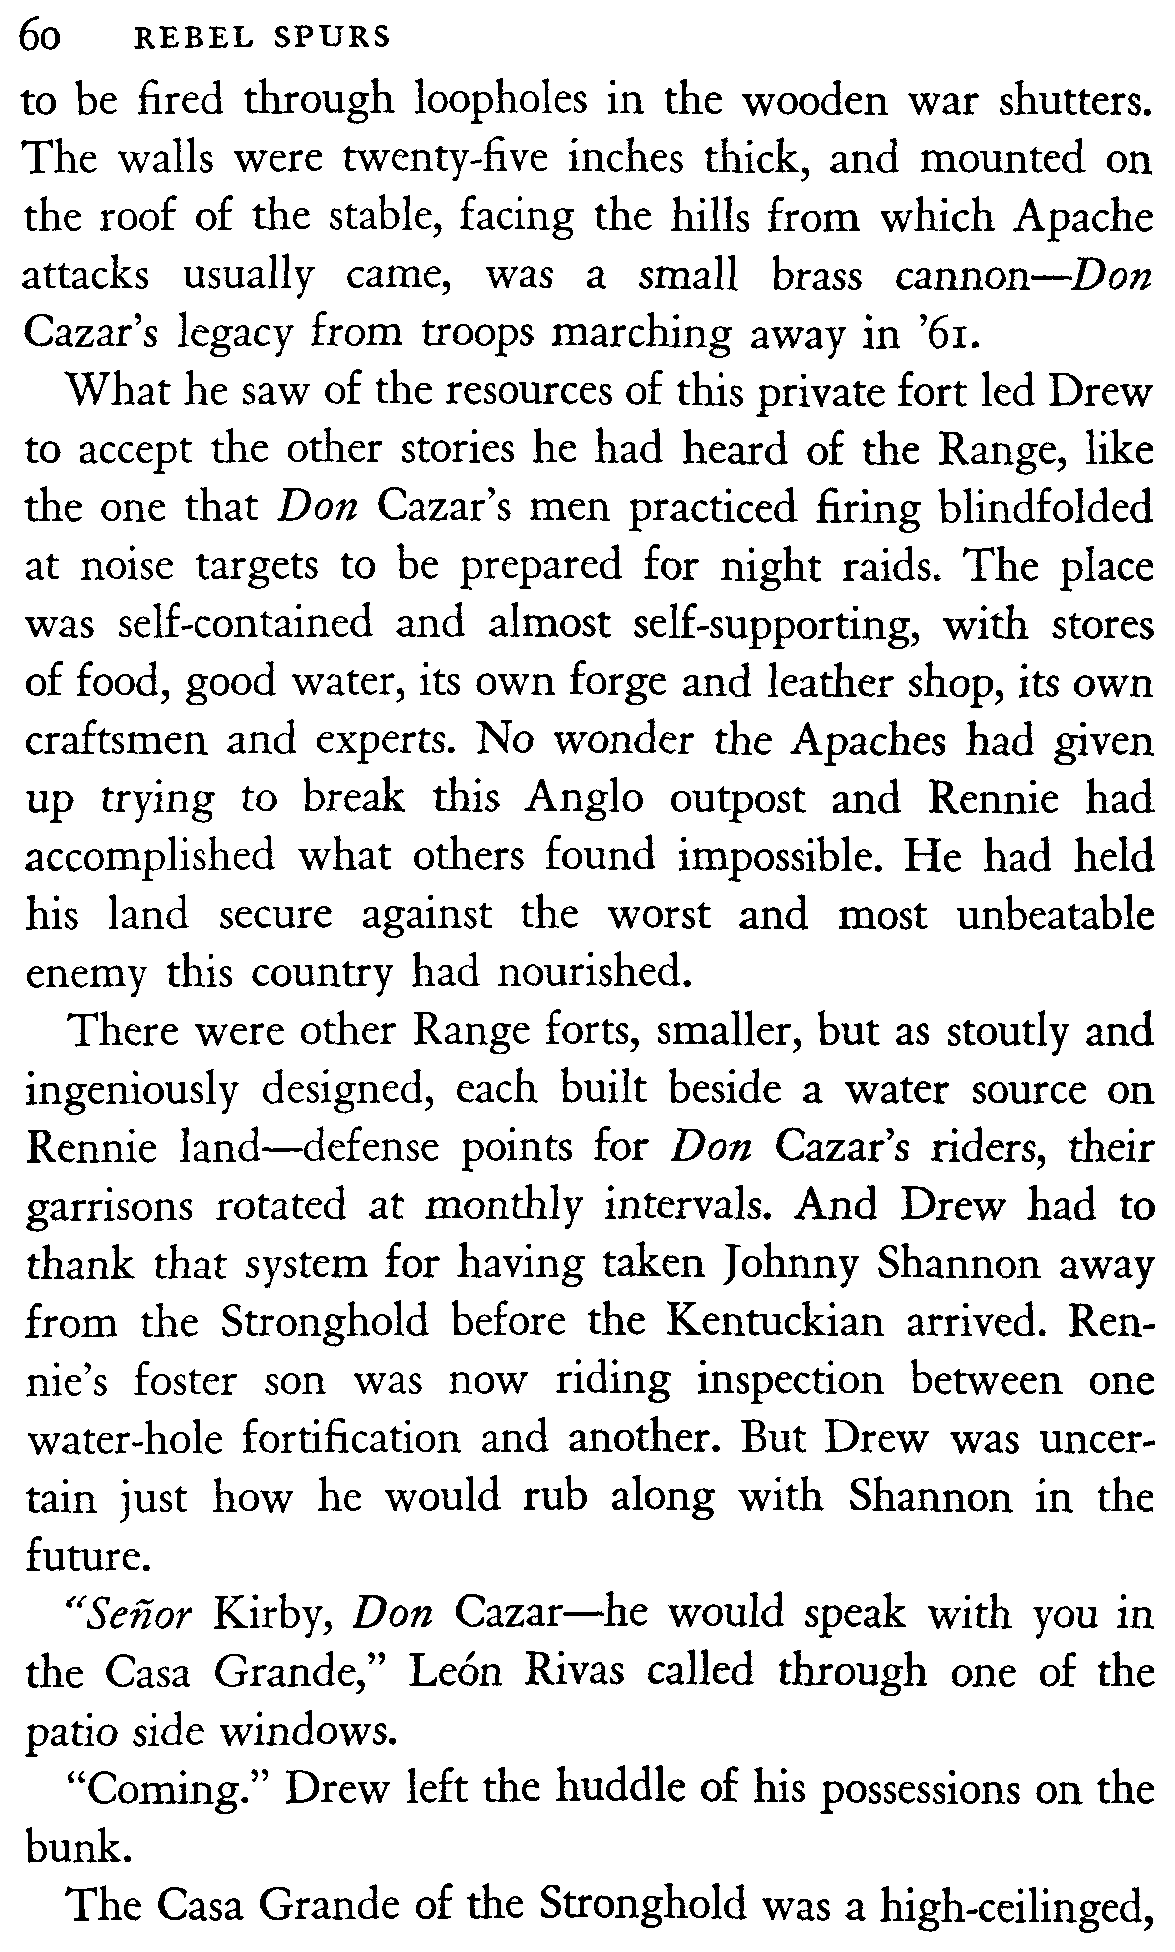 60 REBEL SPURS
to be fired through loopholes in the wooden war shutters.
The walls were twenty-five inches thick, and mounted on
the roof of the stable, facing the hills from which Apache
attacks usually came, was a small brass cannon—Don
Cazar’s legacy from troops marching away in ’61.
What he saw of the resources of this private fort led Drew
to accept the other stories he had heard of the Range, like
the one that Don Cazar’s men practiced firing blindfolded
at noise targets to be prepared for night raids. The place
was self-contained and almost self-supporting, with stores
of food, good water, its own forge and leather shop, its own
craftsmen and experts. No wonder the Apaches had given
up trying to break this Anglo outpost and Rennie had
accomplished what others found impossible. He had held
his land secure against the worst and most unbeatable
enemy this country had nourished.
There were other Range forts, smaller, but as stoutly and
ingeniously designed, each built beside a water source on
Rennie land—defense points for Don Cazar’s riders, their
garrisons rotated at monthly intervals. And Drew had to
thank that system for having taken Johnny Shannon away
from the Stronghold before the Kentuckian arrived. Ren-
nie’s foster son was now riding inspection between one
water-hole fortification and another. But Drew was uncer-
tain just how he would rub along with Shannon in the
future.
“Señor Kirby, Don Cazar—he would speak with you in
the Casa Grande,” León Rivas called through one of the
patio side windows.
“Coming.” Drew left the huddle of his possessions on the
bunk.
The Casa Grande of the Stronghold was a high-ceilinged,